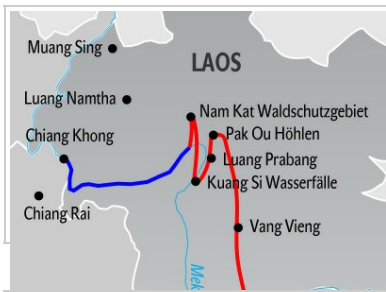 Muang Sing
LAOS
Luang Namtha
Nam Kat Waldschutzgebiet
Chiang Khong
Pak Ou Höhlen
Luang Prabang
Kuang Si Wasserfälle
Chiang Rai
Vang Vieng
Mek